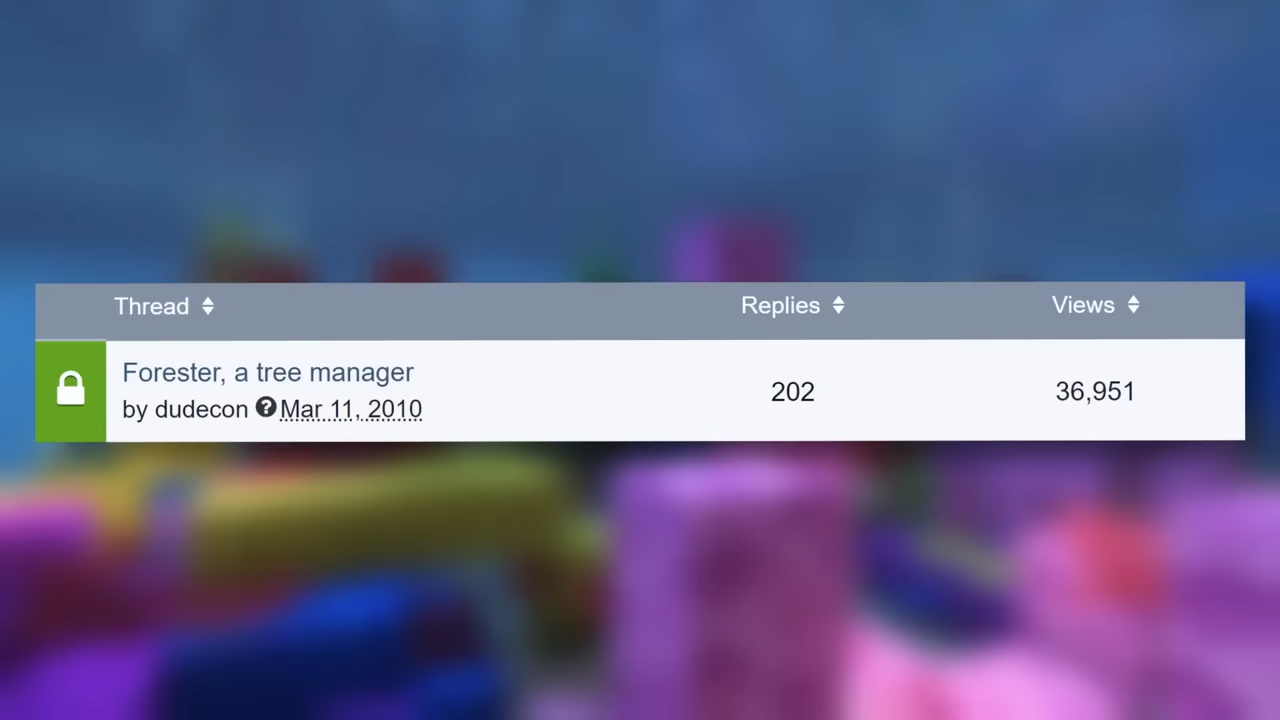 Thread Replies Views
Forester, a tree manager
by dudecon ? Mar 11, 2010
202 36,951